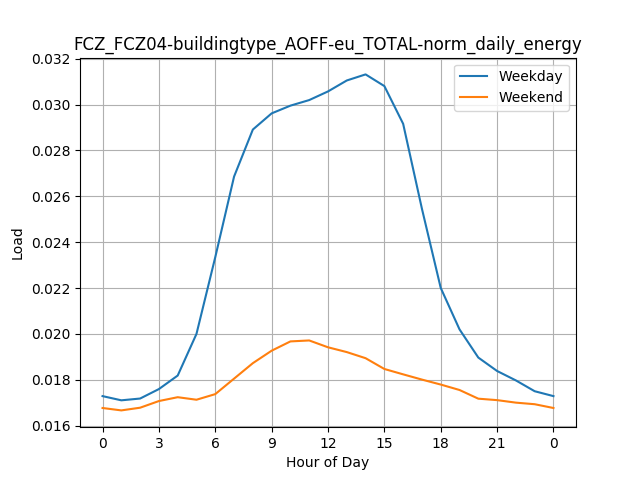 FCZ_FCZ04-buildingtype_AOFF-eu_TOTAL-norm_daily_energy
0.032
0.030
0.028
0.026
0.024
0.022
0.020
0.018
0.016
Load
Weekday
Weekend
0 3 6 9 12 15 18 21 0
Hour of Day